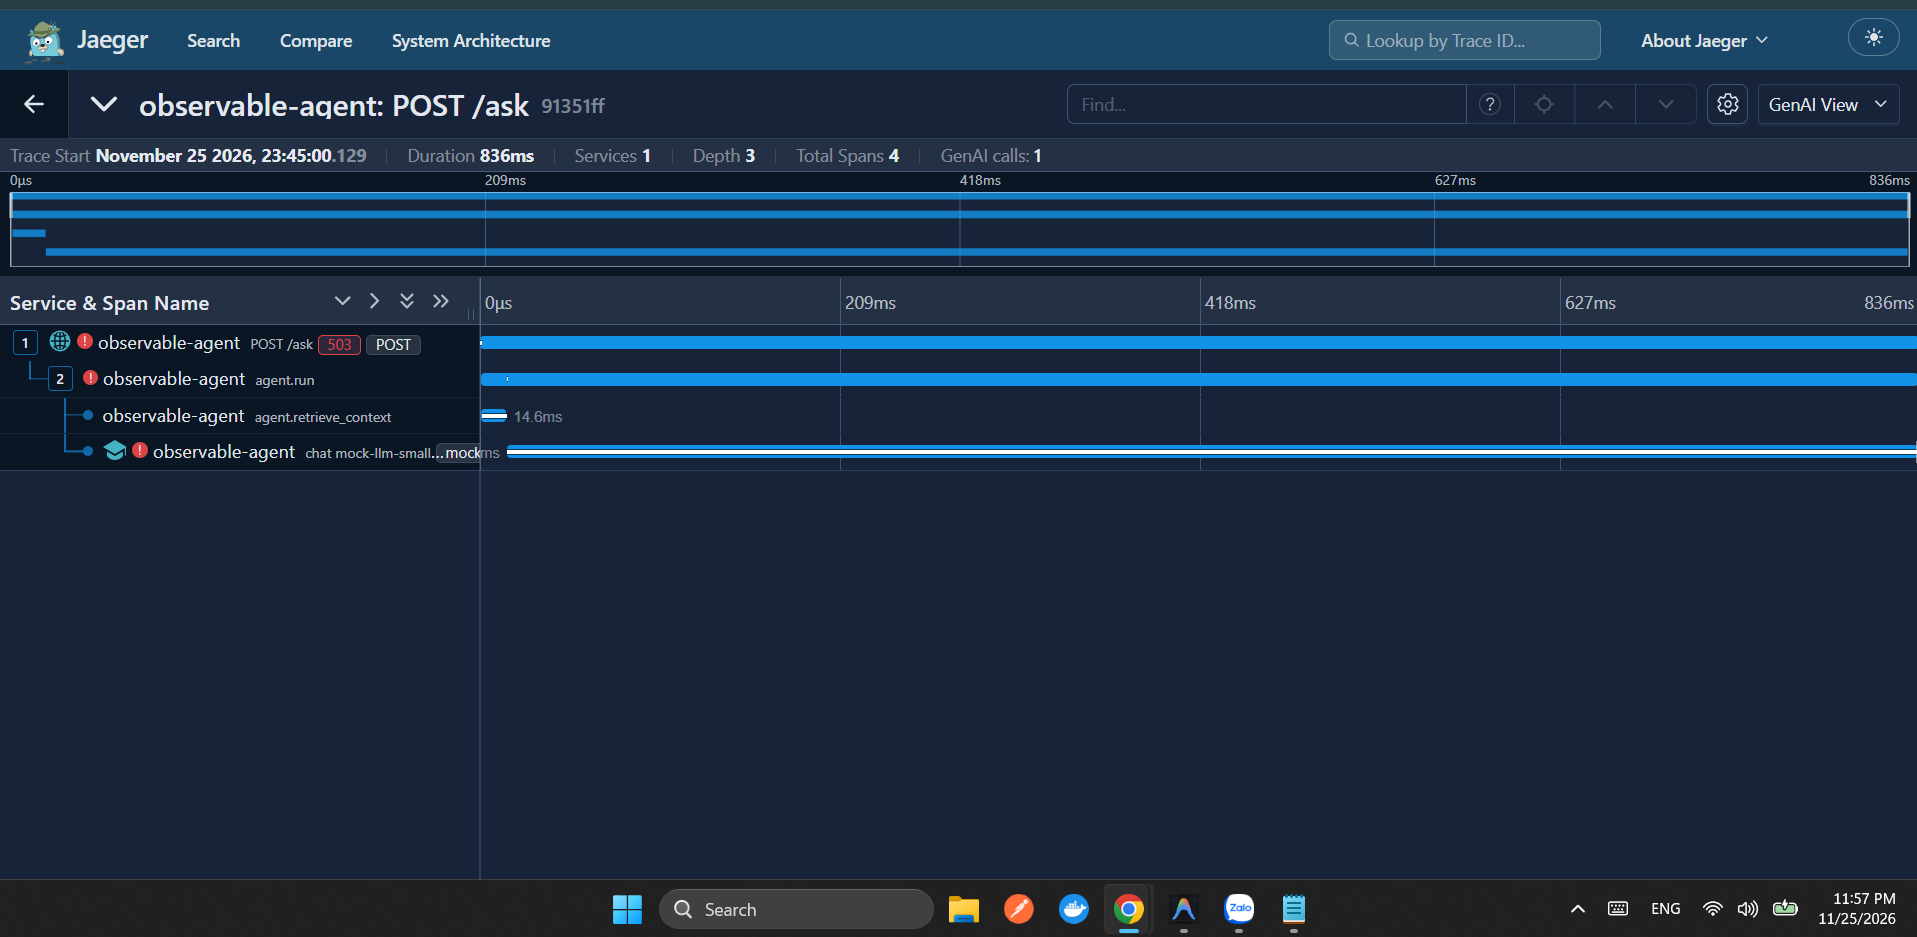 Jaeger Search Compare System Architecture Lookup by Trace ID... About Jaeger
observable-agent: POST /ask 91351ff Find... ? GenAI View
Trace Start November 25 2026, 23:45:00.129 Duration 836ms Services 1 Depth 3 Total Spans 4 GenAI calls: 1
0µs 209ms 418ms 627ms 836ms
Service & Span Name 0µs 209ms 418ms 627ms 836ms
1 ! observable-agent POST /ask 503 POST
2 ! observable-agent agent.run
observable-agent agent.retrieve_context 14.6ms
! observable-agent chat mock-llm-small... mock ms
Search Zalo ENG 11:57 PM
11/25/2026